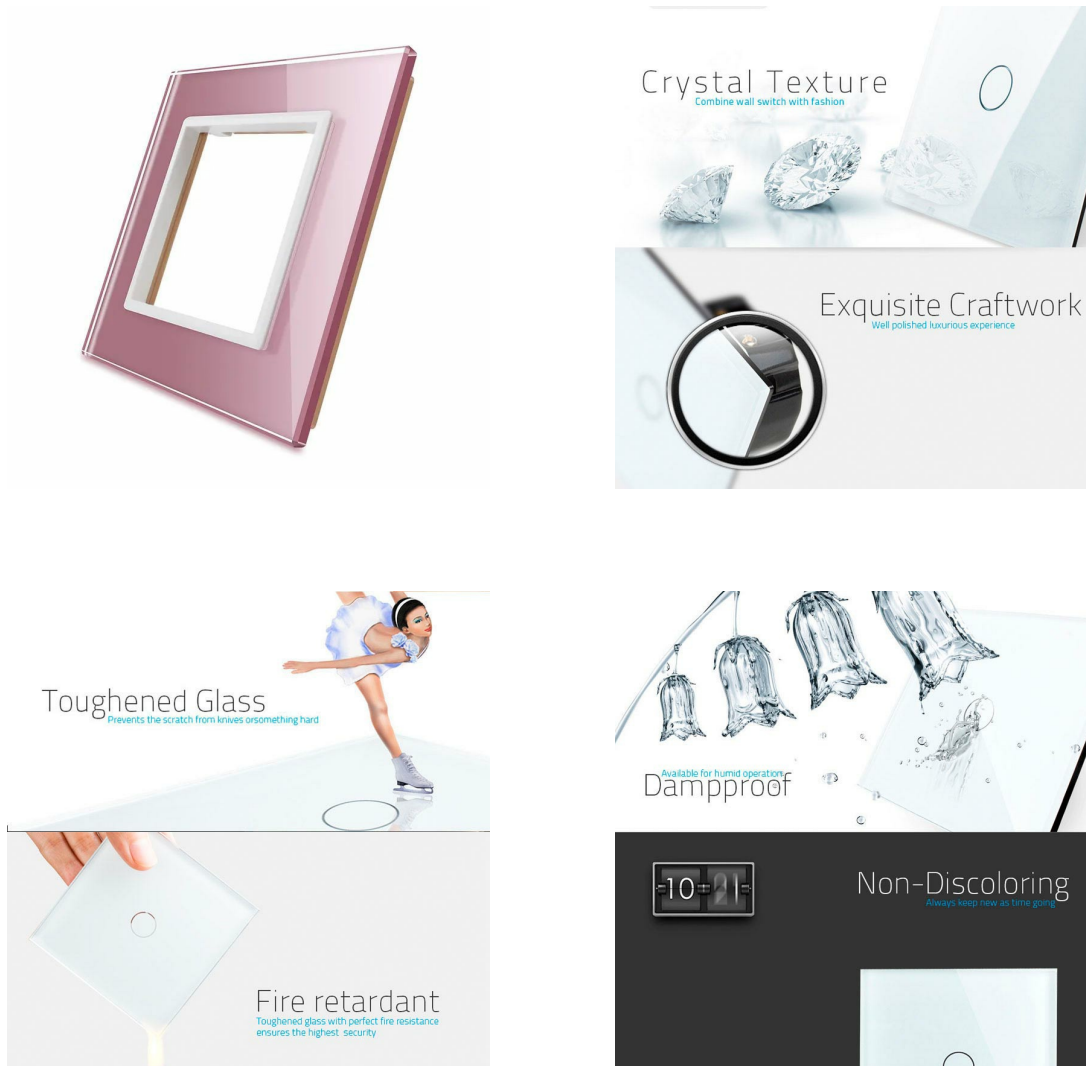 Crystal Texture
Combine wall switch with fashion
Exquisite Craftwork
Well polished luxurious experience
Toughened Glass
Prevents the scratch from knives orsomething hard
Available for humid operation
Dampproof
10 21
Non-Discoloring
Always keep new as time going
Fire retardant
Toughened glass with perfect fire resistance
ensures the highest security